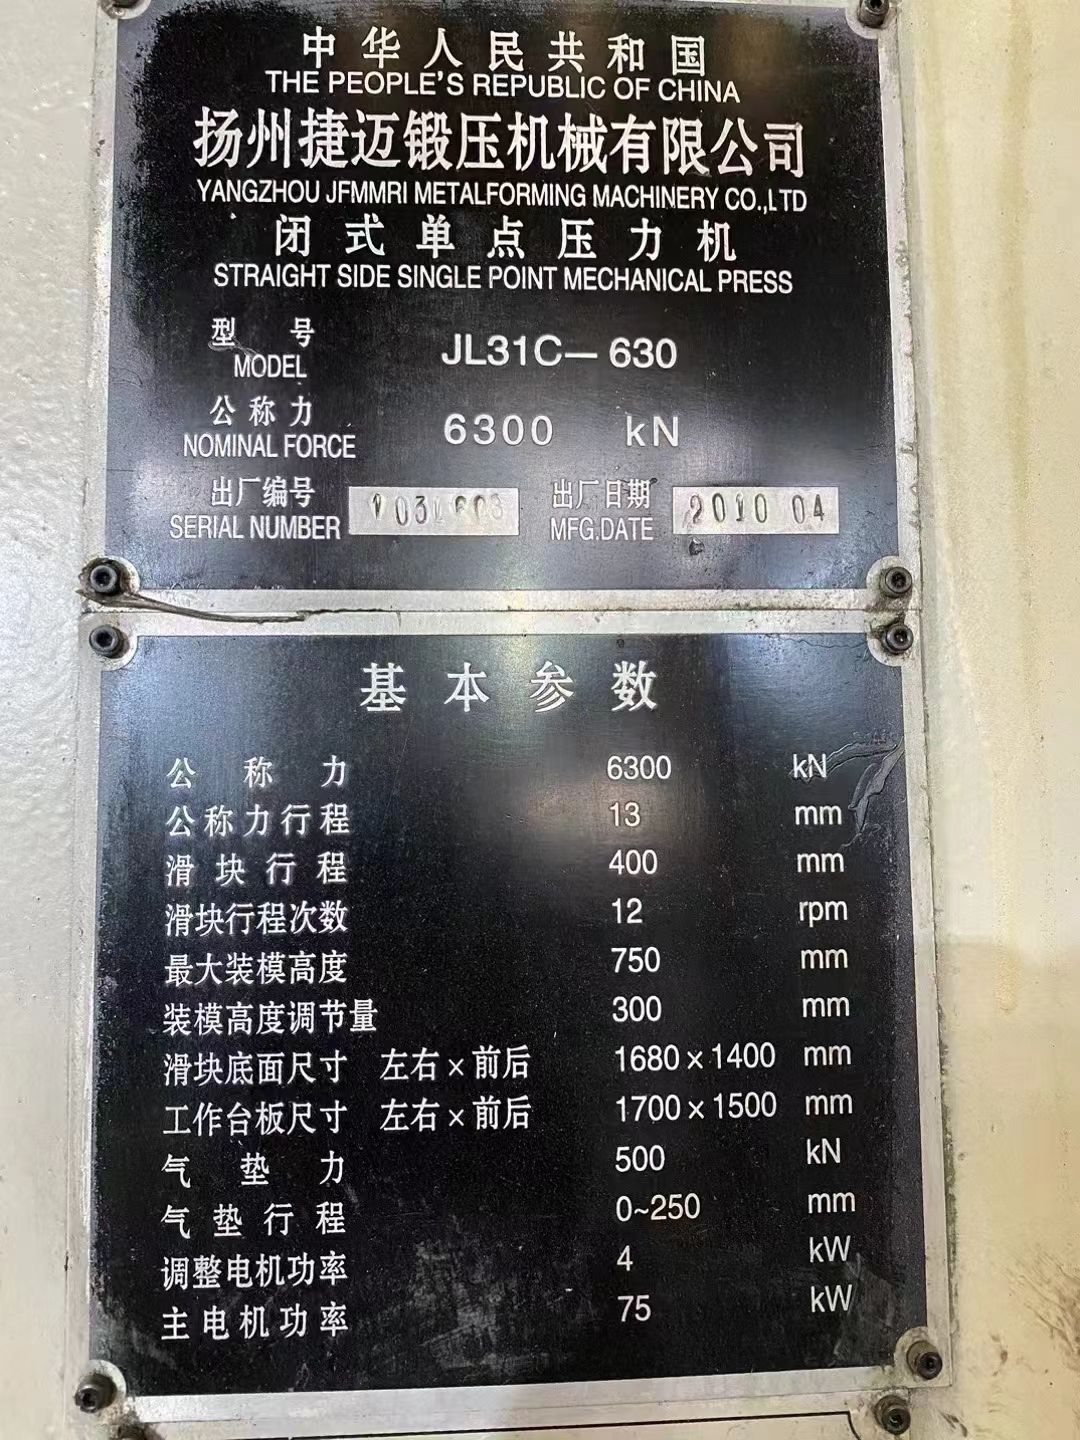 中华人民共和国
THE PEOPLE'S REPUBLIC OF CHINA
扬州捷迈锻压机械有限公司
YANGZHOU JFMMRI METALFORMING MACHINERY CO.,LTD
闭式单点压力机
STRAIGHT SIDE SINGLE POINT MECHANICAL PRESS
型号 JL31C—630
MODEL
公称力 6300 kN
NOMINAL FORCE
出厂编号 出厂日期 2010 04
SERIAL NUMBER MFG.DATE
基本参数
公称力 6300 kN
公称力行程 13 mm
滑块行程 400 mm
滑块行程次数 12 rpm
最大装模高度 750 mm
装模高度调节量 300 mm
滑块底面尺寸 左右×前后 1680×1400 mm
工作台板尺寸 左右×前后 1700×1500 mm
气垫力 500 kN
气垫行程 0~250 mm
调整电机功率 4 kW
主电机功率 75 kW